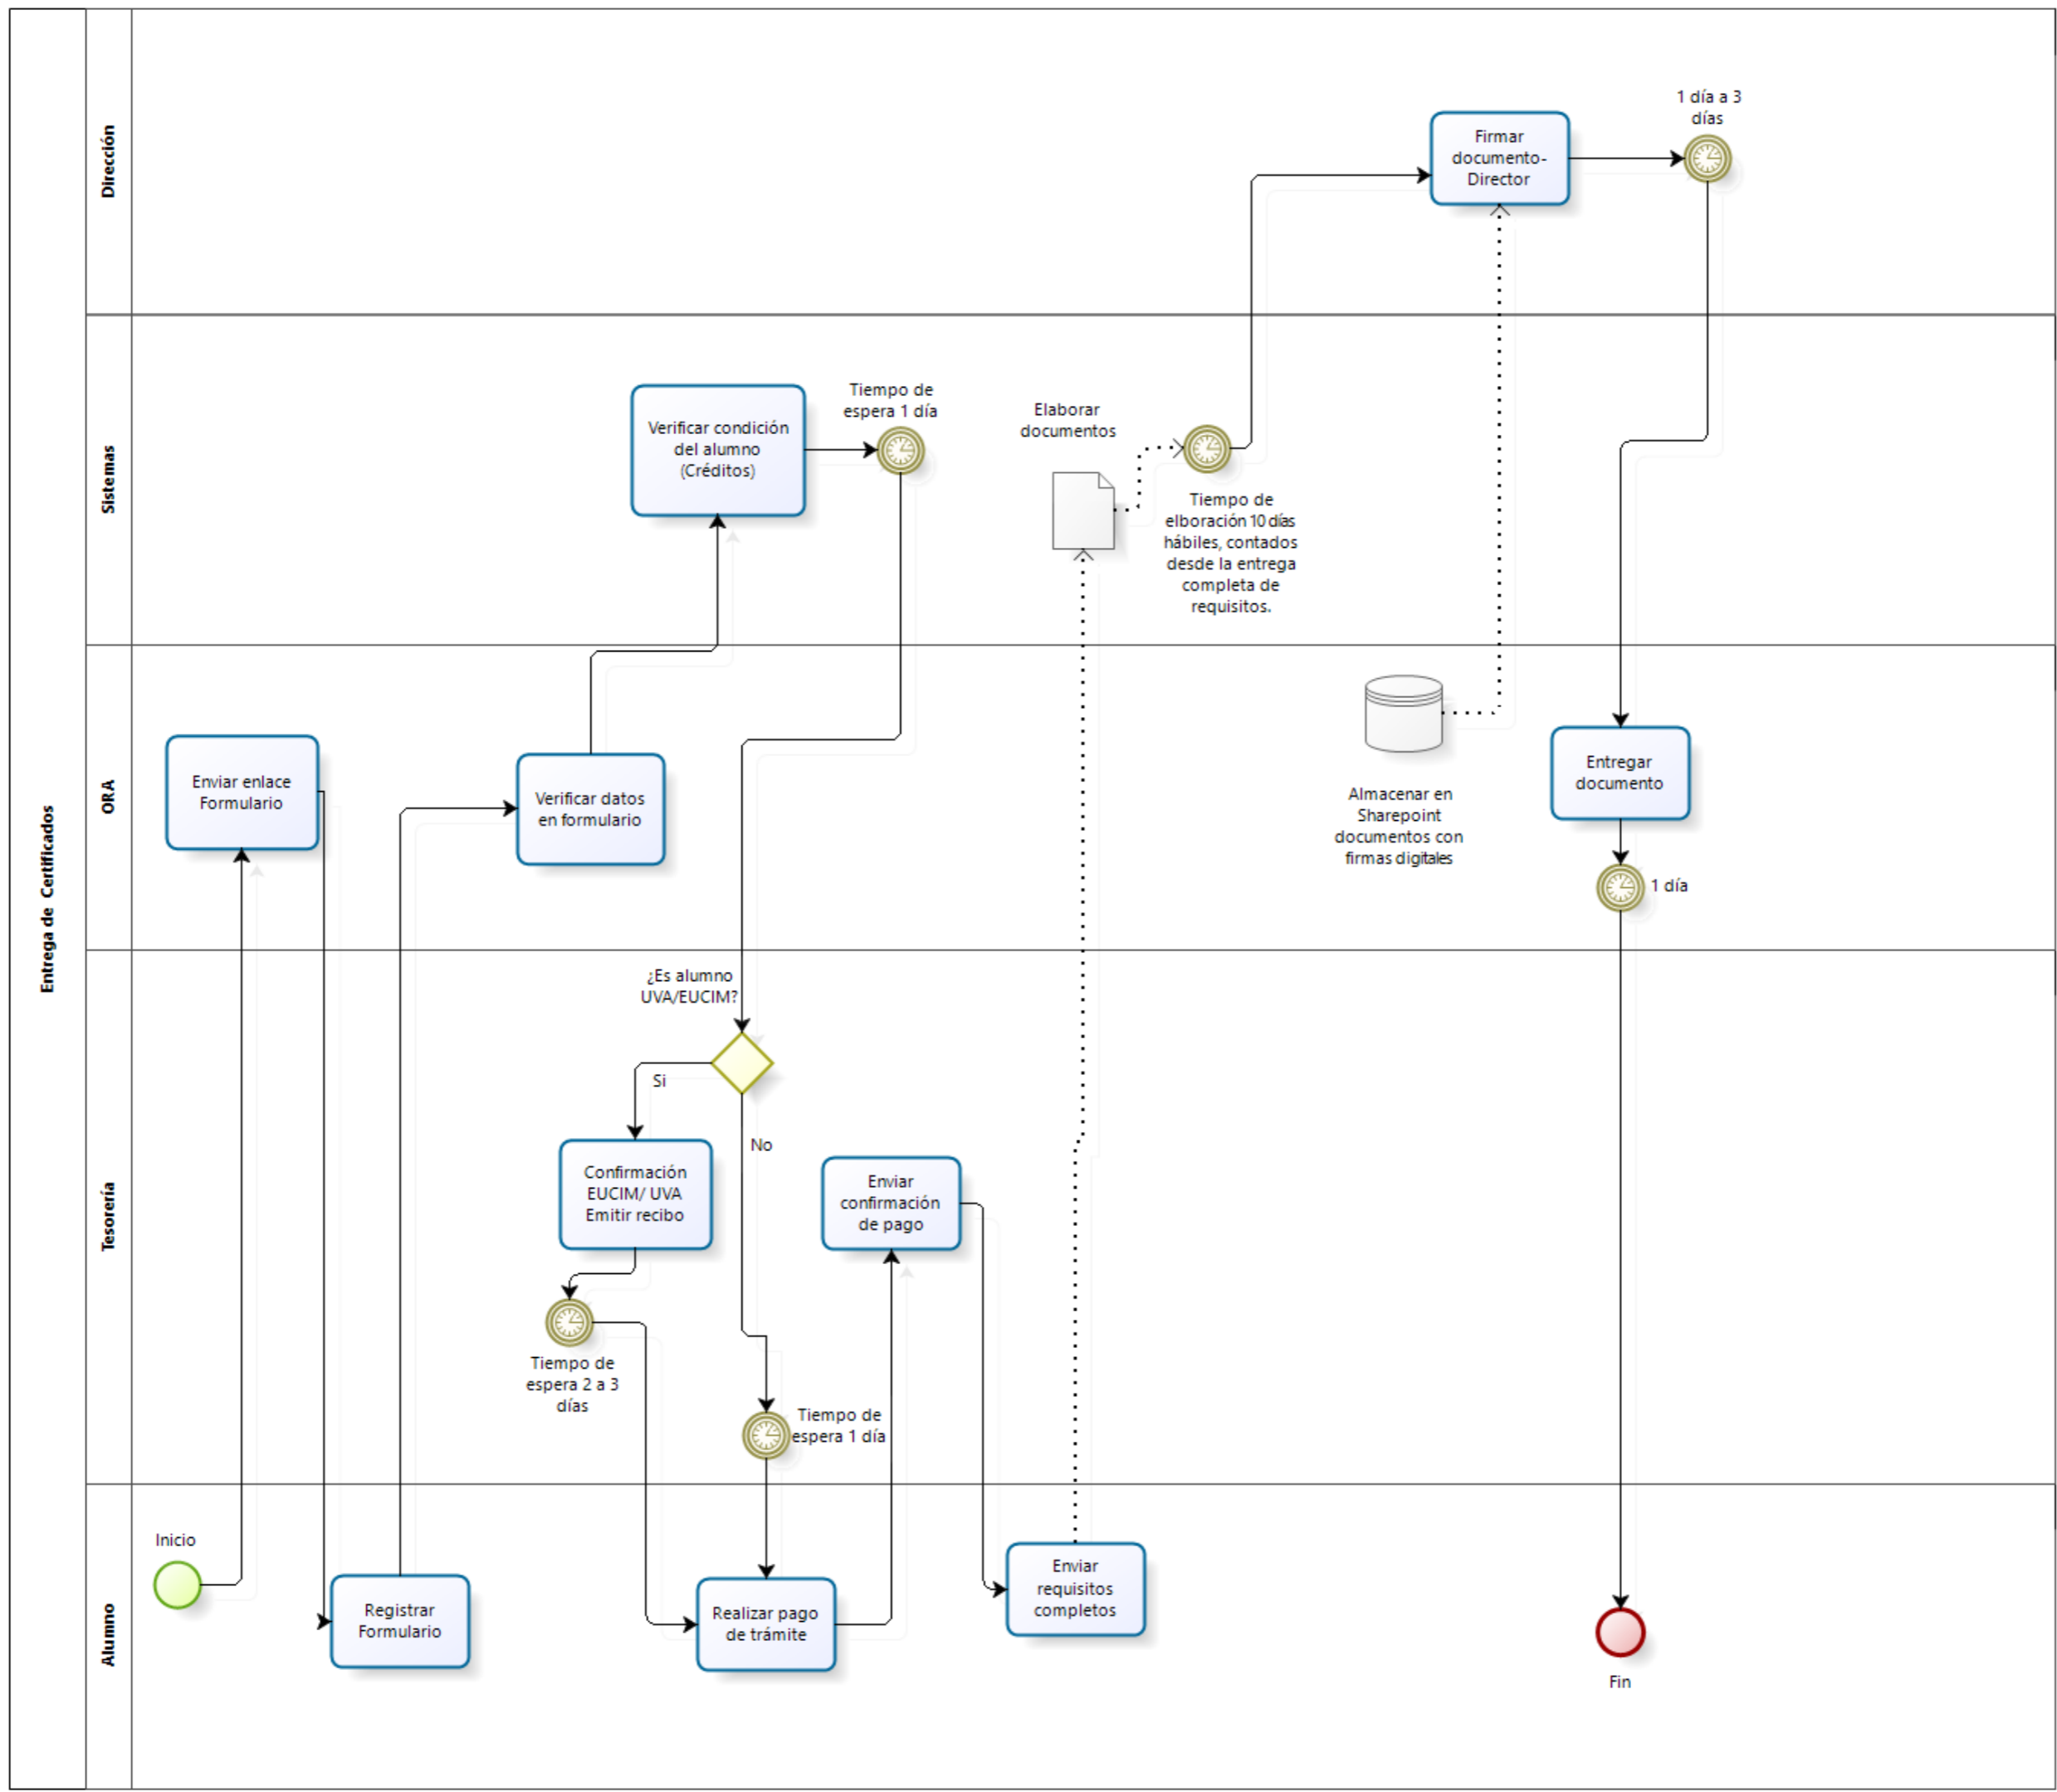 Entrega de Certificados
Dirección
1 día a 3
días
Firmar
documento-
Director
Sistemas
Verificar condición
del alumno
(Créditos)
Tiempo de
espera 1 día
Elaborar
documentos
Tiempo de
elboración 10 días
hábiles, contados
desde la entrega
completa de
requisitos.
ORA
Enviar enlace
Formulario
Verificar datos
en formulario
Almacenar en
Sharepoint
documentos con
firmas digitales
Entregar
documento
1 día
Tesorería
¿Es alumno
UVA/EUCIM?
Si
No
Confirmación
EUCIM/ UVA
Emitir recibo
Enviar
confirmación
de pago
Tiempo de
espera 2 a 3
días
Tiempo de
espera 1 día
Alumno
Inicio
Registrar
Formulario
Realizar pago
de trámite
Enviar
requisitos
completos
Fin